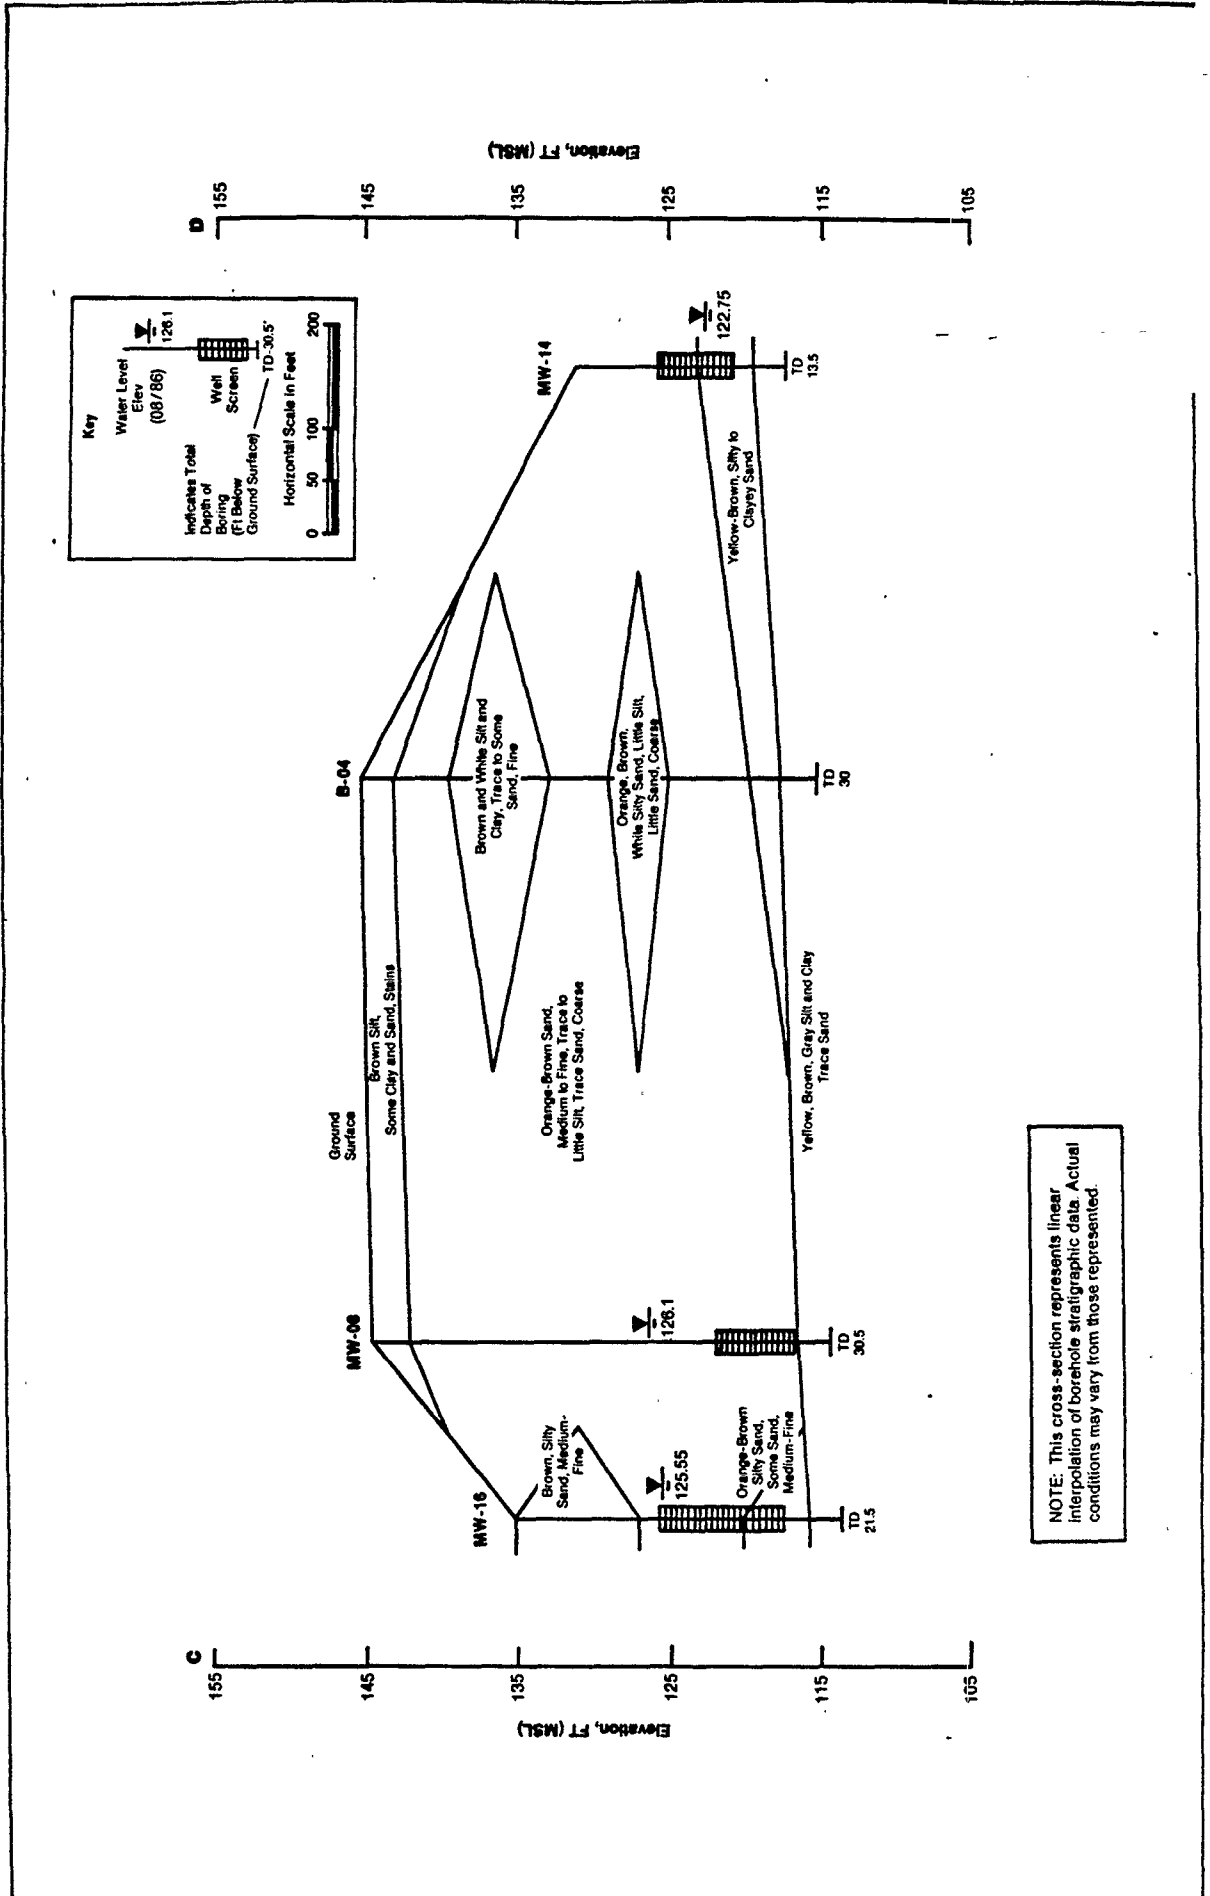 C
D
155
145
135
125
115
105
Elevation, FT (MSL)
155
145
135
125
115
105
Elevation, FT (MSL)
Key
Water Level
Elev
(08/86)
126.1
Well
Screen
Indicates Total
Depth of
Boring
(Ft Below
Ground Surface)
TD-30.5'
Horizontal Scale in Feet
0 50 100 200
MW-16
MW-08
B-04
MW-14
Ground
Surface
Brown Silt,
Some Clay and Sand, Stains
Brown and White Silt and
Clay, Trace to Some
Sand, Fine
Orange, Brown,
White Silty Sand, Little Silt,
Little Sand, Coarse
Orange-Brown Sand,
Medium to Fine, Trace to
Little Silt, Trace Sand, Coarse
Brown, Silty
Sand, Medium-
Fine
125.55
126.1
122.75
Orange-Brown
Silty Sand,
Some Sand,
Medium-Fine
Yellow-Brown, Silty to
Clayey Sand
Yellow, Brown, Gray Silt and Clay
Trace Sand
TD
21.5
TD
30.5
TD
30
TD
13.5
NOTE: This cross-section represents linear
interpolation of borehole stratigraphic data. Actual
conditions may vary from those represented.